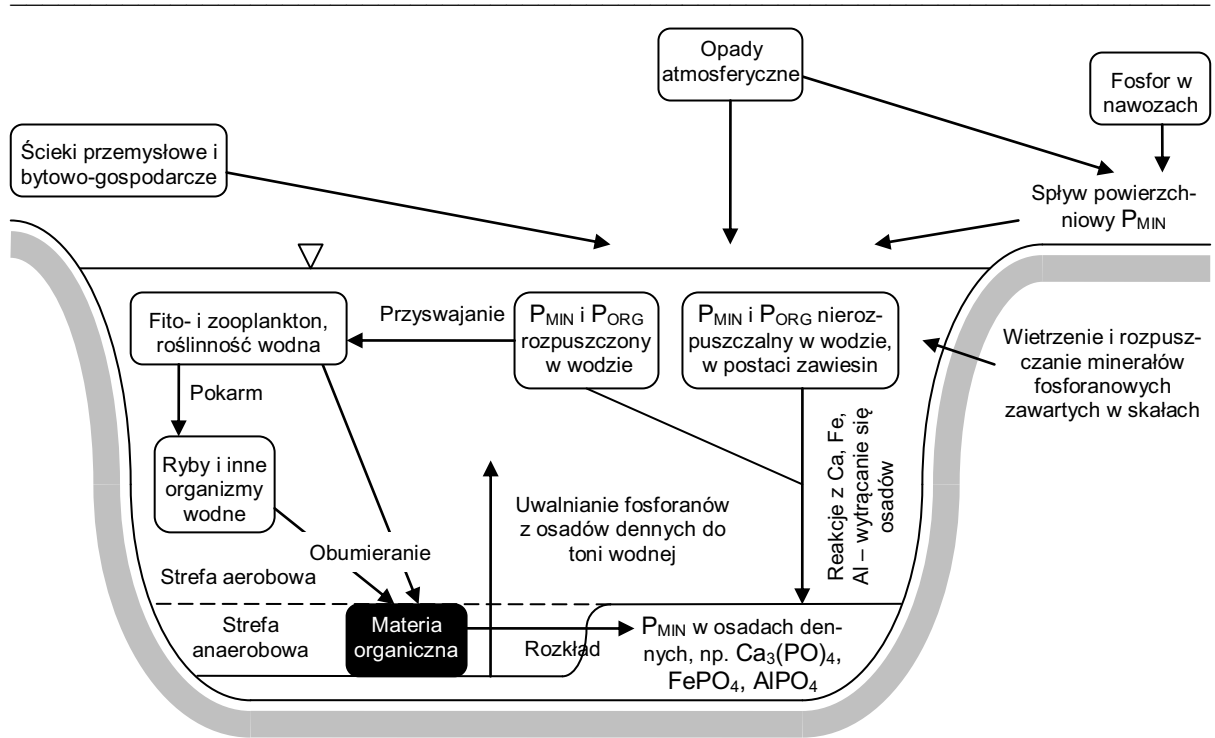 Opady
atmosferyczne
Fosfor w
nawozach
Ścieki przemysłowe i
bytowo-gospodarcze
Spływ powierzch-
niowy PMIN
Fito- i zooplankton,
roślinność wodna
Przyswajanie
PMIN i PORG
rozpuszczony
w wodzie
PMIN i PORG nieroz-
puszczalny w wodzie,
w postaci zawiesin
Wietrzenie i rozpusz-
czanie minerałów
fosforanowych
zawartych w skałach
Pokarm
Ryby i inne
organizmy
wodne
Uwalnianie fosforanów
z osadów dennych do
toni wodnej
Reakcje z Ca, Fe,
Al – wytrącanie się
osadów
Obumieranie
Strefa aerobowa
Strefa
anaerobowa
Materia
organiczna
Rozkład
PMIN w osadach den-
nych, np. Ca3(PO)4,
FePO4, AlPO4